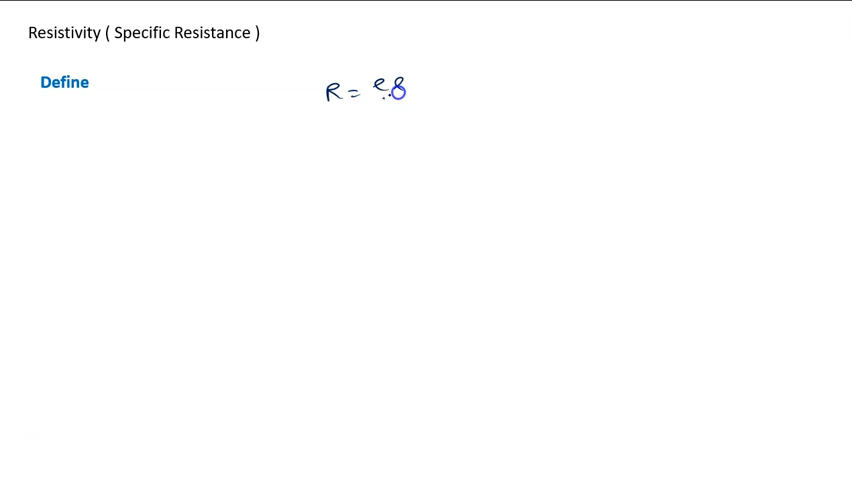 Resistivity ( Specific Resistance )
Define
R =